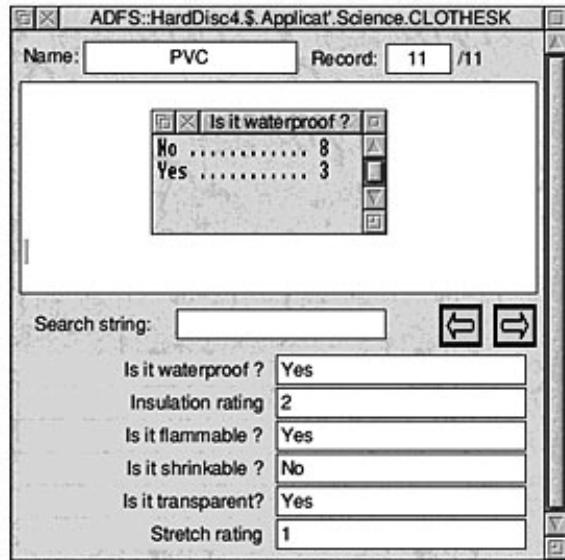 ADFS::HardDisc4.$.Applicat'.Science.CLOTHESK
Name: PVC Record: 11 /11
Is it waterproof ?
No ............ 8
Yes ........... 3
Search string:
Is it waterproof ? Yes
Insulation rating 2
Is it flammable ? Yes
Is it shrinkable ? No
Is it transparent? Yes
Stretch rating 1